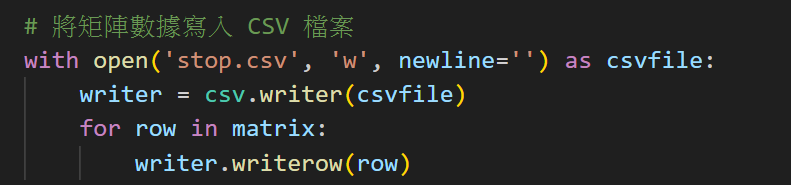 # 將矩陣數據寫入 CSV 檔案
with open('stop.csv', 'w', newline='') as csvfile:
    writer = csv.writer(csvfile)
    for row in matrix:
        writer.writerow(row)